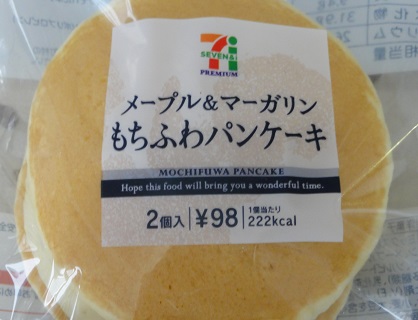 7i
SEVEN&i
PREMIUM
メープル&マーガリン
もちふわパンケーキ
MOCHIFUWA PANCAKE
Hope this food will bring you a wonderful time.
2個入 ¥98 1個当たり
222kcal